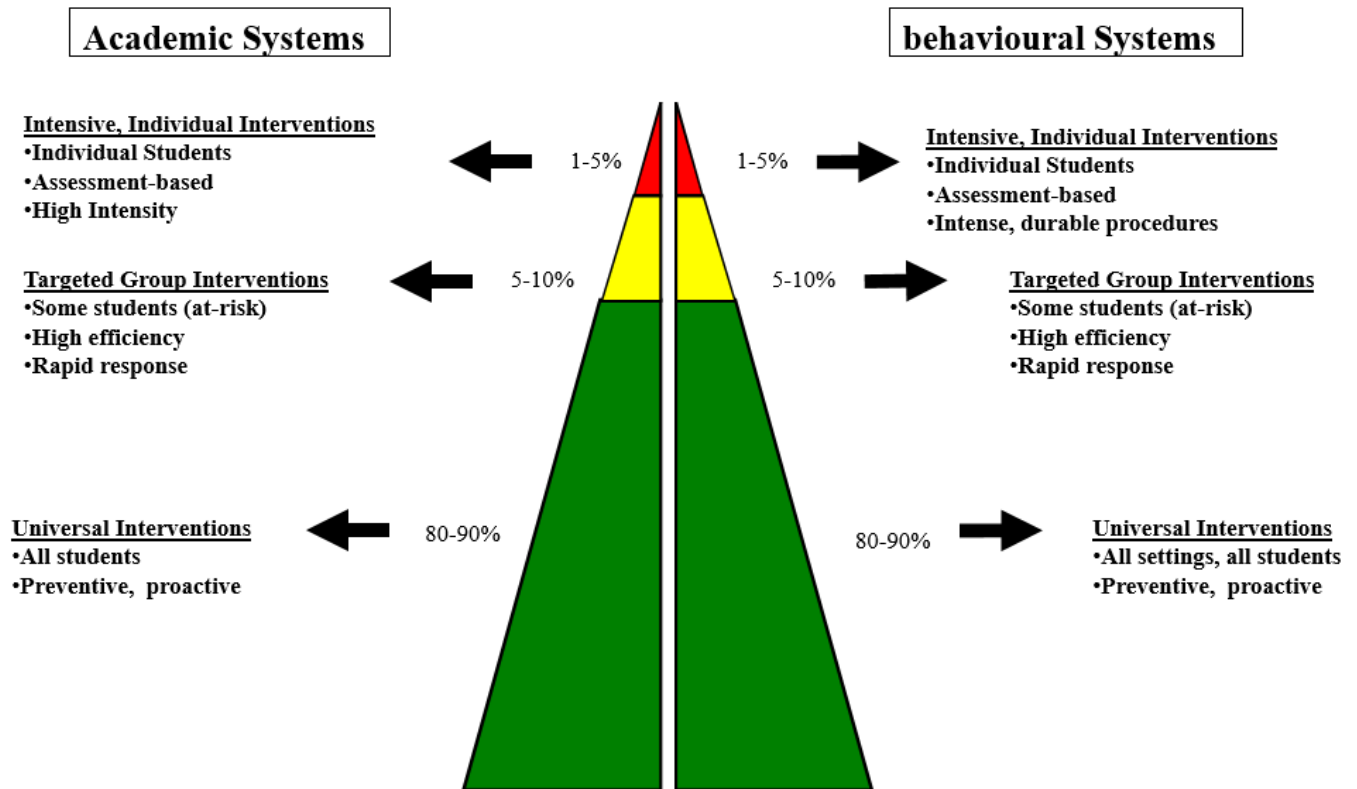 Academic Systems
behavioural Systems
Intensive, Individual Interventions
•Individual Students
•Assessment-based
•High Intensity
1-5%
1-5%
Intensive, Individual Interventions
•Individual Students
•Assessment-based
•Intense, durable procedures
Targeted Group Interventions
•Some students (at-risk)
•High efficiency
•Rapid response
5-10%
5-10%
Targeted Group Interventions
•Some students (at-risk)
•High efficiency
•Rapid response
Universal Interventions
•All students
•Preventive, proactive
80-90%
80-90%
Universal Interventions
•All settings, all students
•Preventive, proactive